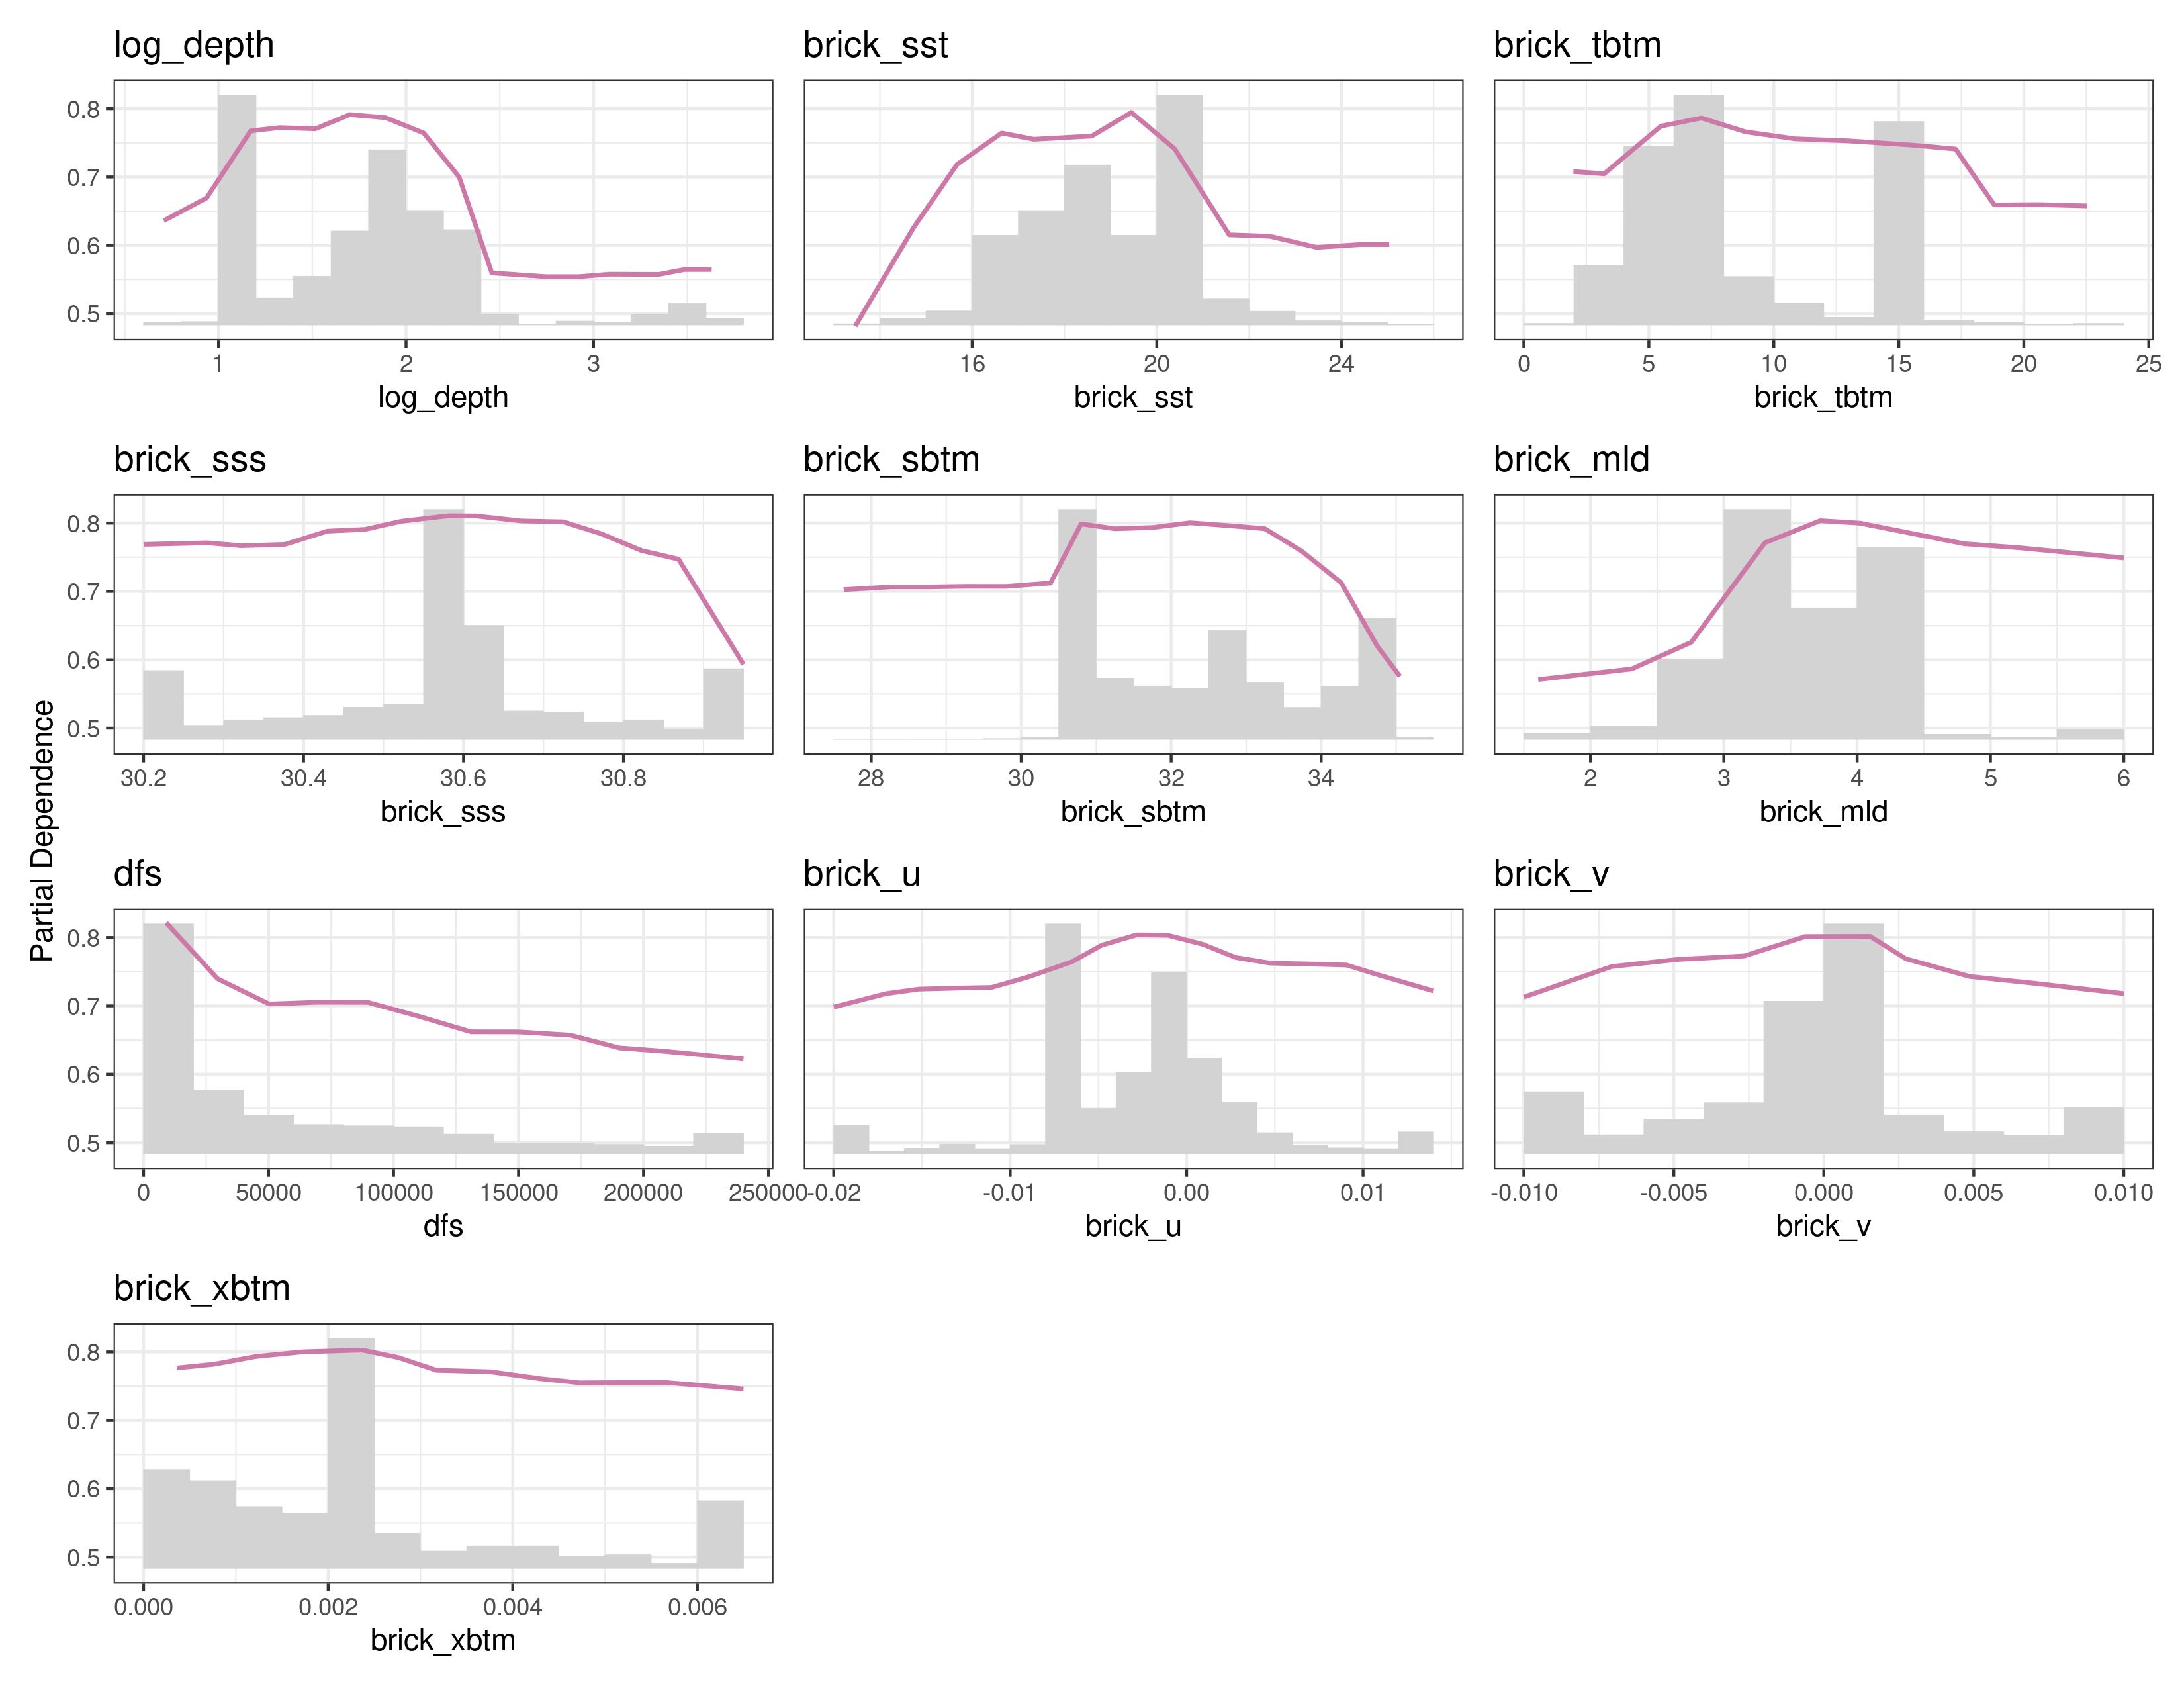 log_depth brick_sst brick_tbtm
0.8
0.7
0.6
0.5
1 2 3 16 20 24 0 5 10 15 20 25
log_depth brick_sst brick_tbtm
brick_sss brick_sbtm brick_mld
0.8
0.7
0.6
0.5
30.2 30.4 30.6 30.8 28 30 32 34 2 3 4 5 6
brick_sss brick_sbtm brick_mld
Partial Dependence
dfs brick_u brick_v
0.8
0.7
0.6
0.5
0 50000 100000 150000 200000 250000 -0.02 -0.01 0.00 0.01 -0.010 -0.005 0.000 0.005 0.010
dfs brick_u brick_v
brick_xbtm
0.8
0.7
0.6
0.5
0.000 0.002 0.004 0.006
brick_xbtm